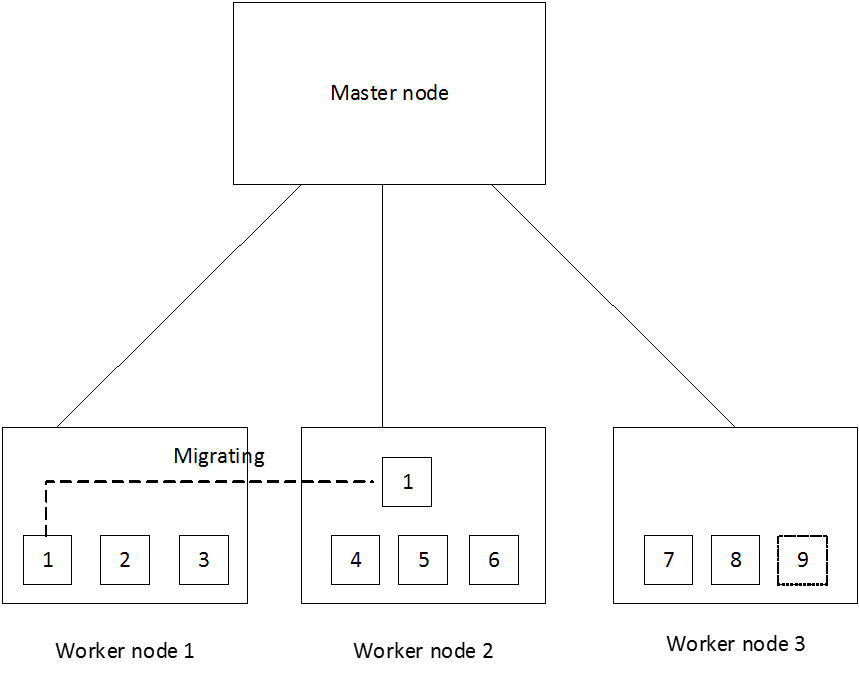 Master node
Migrating
1
1 2 3
4 5 6
7 8 9
Worker node 1
Worker node 2
Worker node 3